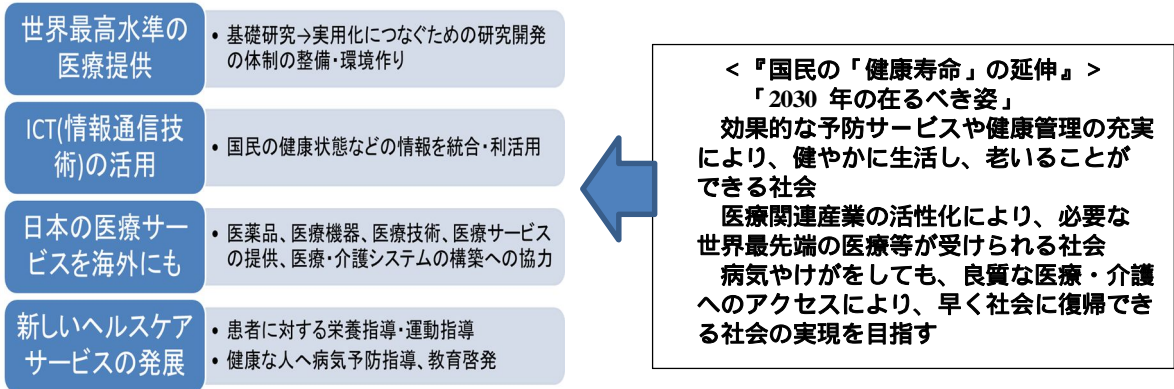 世界最高水準の
医療提供
• 基礎研究→実用化につなぐための研究開発
の体制の整備・環境作り
ICT(情報通信技
術)の活用
• 国民の健康状態などの情報を統合・利活用
日本の医療サー
ビスを海外にも
• 医薬品、医療機器、医療技術、医療サービス
の提供、医療・介護システムの構築への協力
新しいヘルスケア
サービスの発展
• 患者に対する栄養指導・運動指導
• 健康な人へ病気予防指導、教育啓発
<『国民の「健康寿命」の延伸』>
「2030 年の在るべき姿」
効果的な予防サービスや健康管理の充実
により、健やかに生活し、老いることが
できる社会
医療関連産業の活性化により、必要な
世界最先端の医療等が受けられる社会
病気やけがをしても、良質な医療・介護
へのアクセスにより、早く社会に復帰でき
る社会の実現を目指す